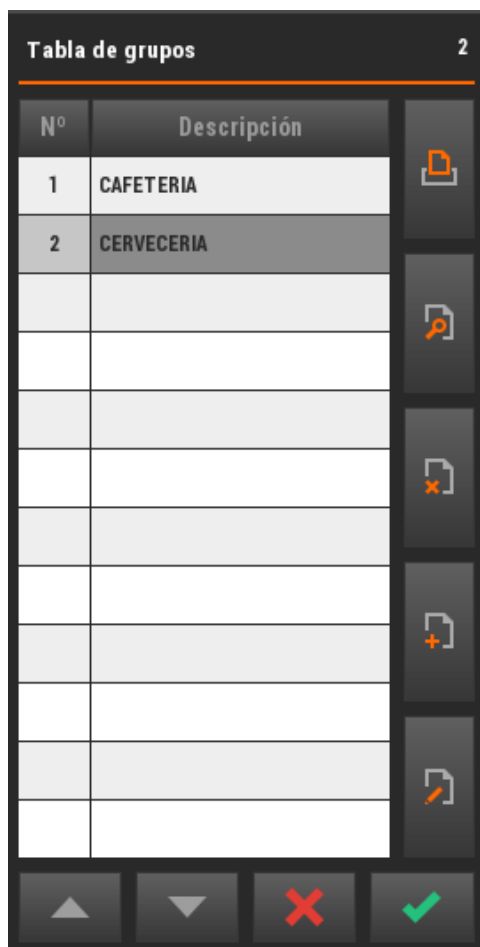 Tabla de grupos 2
Nº Descripción
1 CAFETERIA
2 CERVECERIA